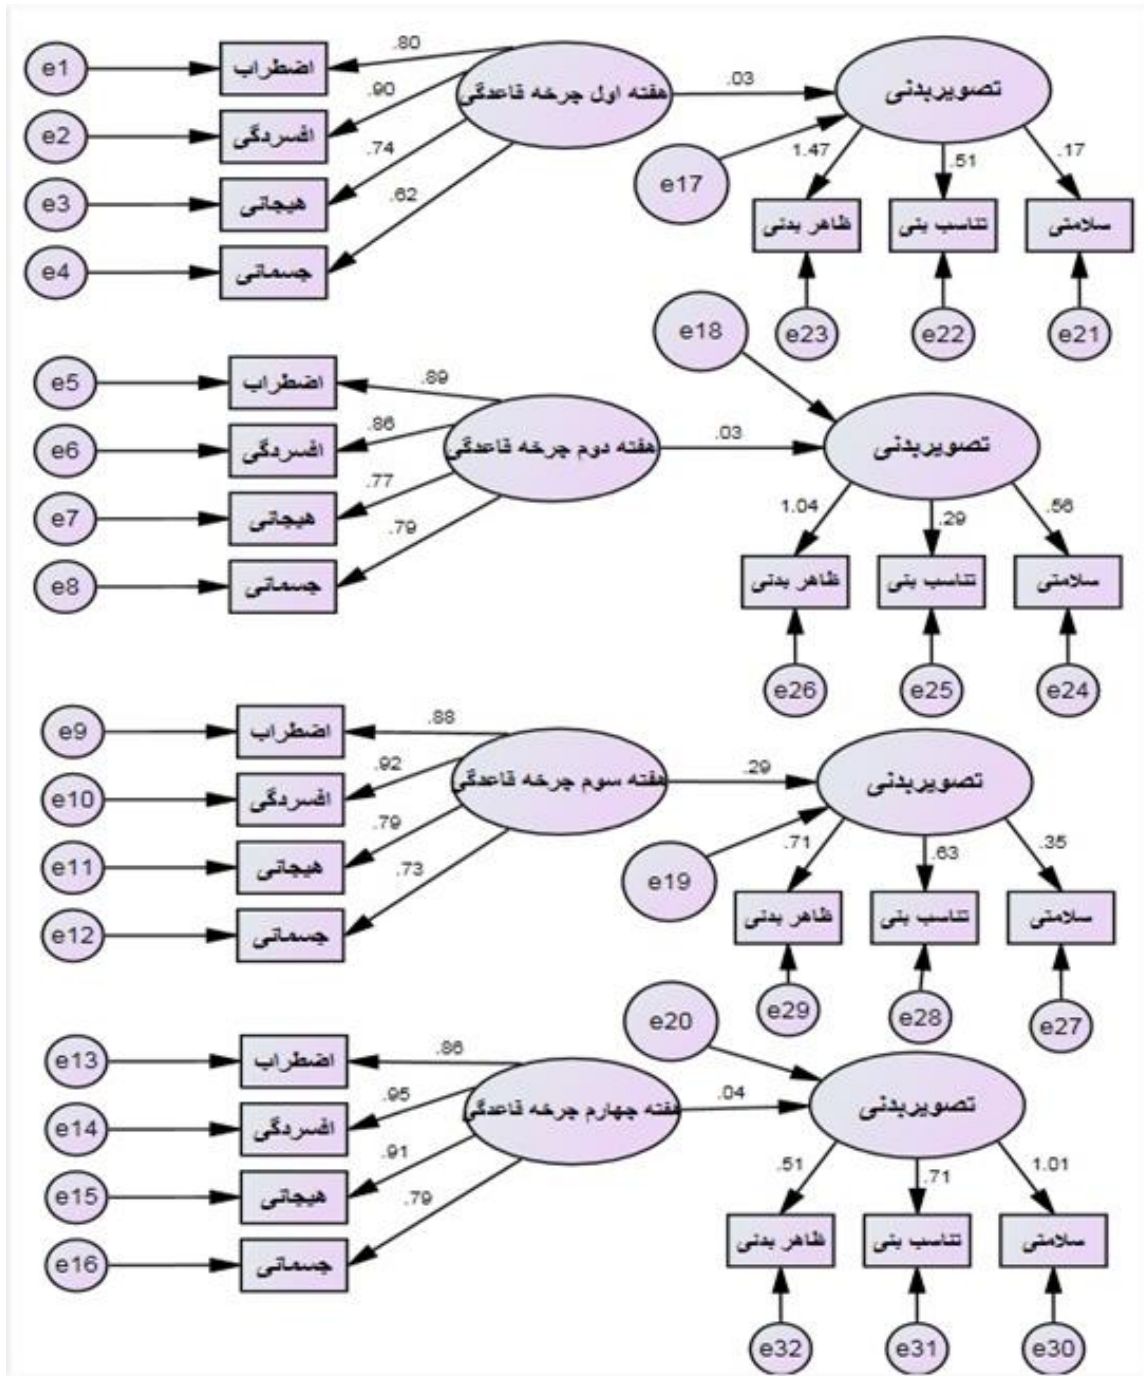 e1
اضطراب
.80
هفته اول چرخه قاعدگی
.03
تصویربدنی
e2
افسردگی
.90
e3
هیجانی
.74
e4
جسمانی
.62
e17
1.47
.51
.17
ظاهر بدنی
تناسب بنی
سلامتی
e23
e22
e21
e18
e5
اضطراب
.89
هفته دوم چرخه قاعدگی
.03
تصویربدنی
e6
افسردگی
.86
e7
هیجانی
.77
e8
جسمانی
.79
1.04
.29
.56
ظاهر بدنی
تناسب بنی
سلامتی
e26
e25
e24
e9
اضطراب
.88
هفته سوم چرخه قاعدگی
.29
تصویربدنی
e10
افسردگی
.92
e11
هیجانی
.79
e12
جسمانی
.73
e19
.71
.63
.35
ظاهر بدنی
تناسب بنی
سلامتی
e29
e28
e27
e20
e13
اضطراب
.86
هفته چهارم چرخه قاعدگی
.04
تصویربدنی
e14
افسردگی
.95
e15
هیجانی
.91
e16
جسمانی
.79
.51
.71
1.01
ظاهر بدنی
تناسب بنی
سلامتی
e32
e31
e30